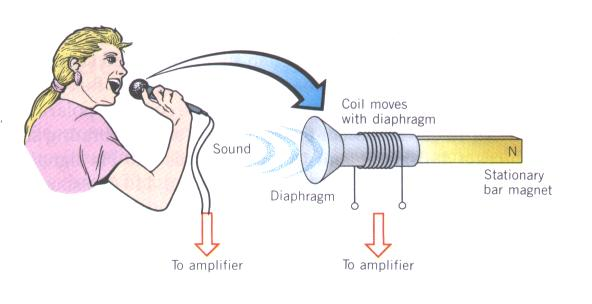 Coil moves
with diaphragm
Sound
N
Stationary
bar magnet
Diaphragm
To amplifier
To amplifier